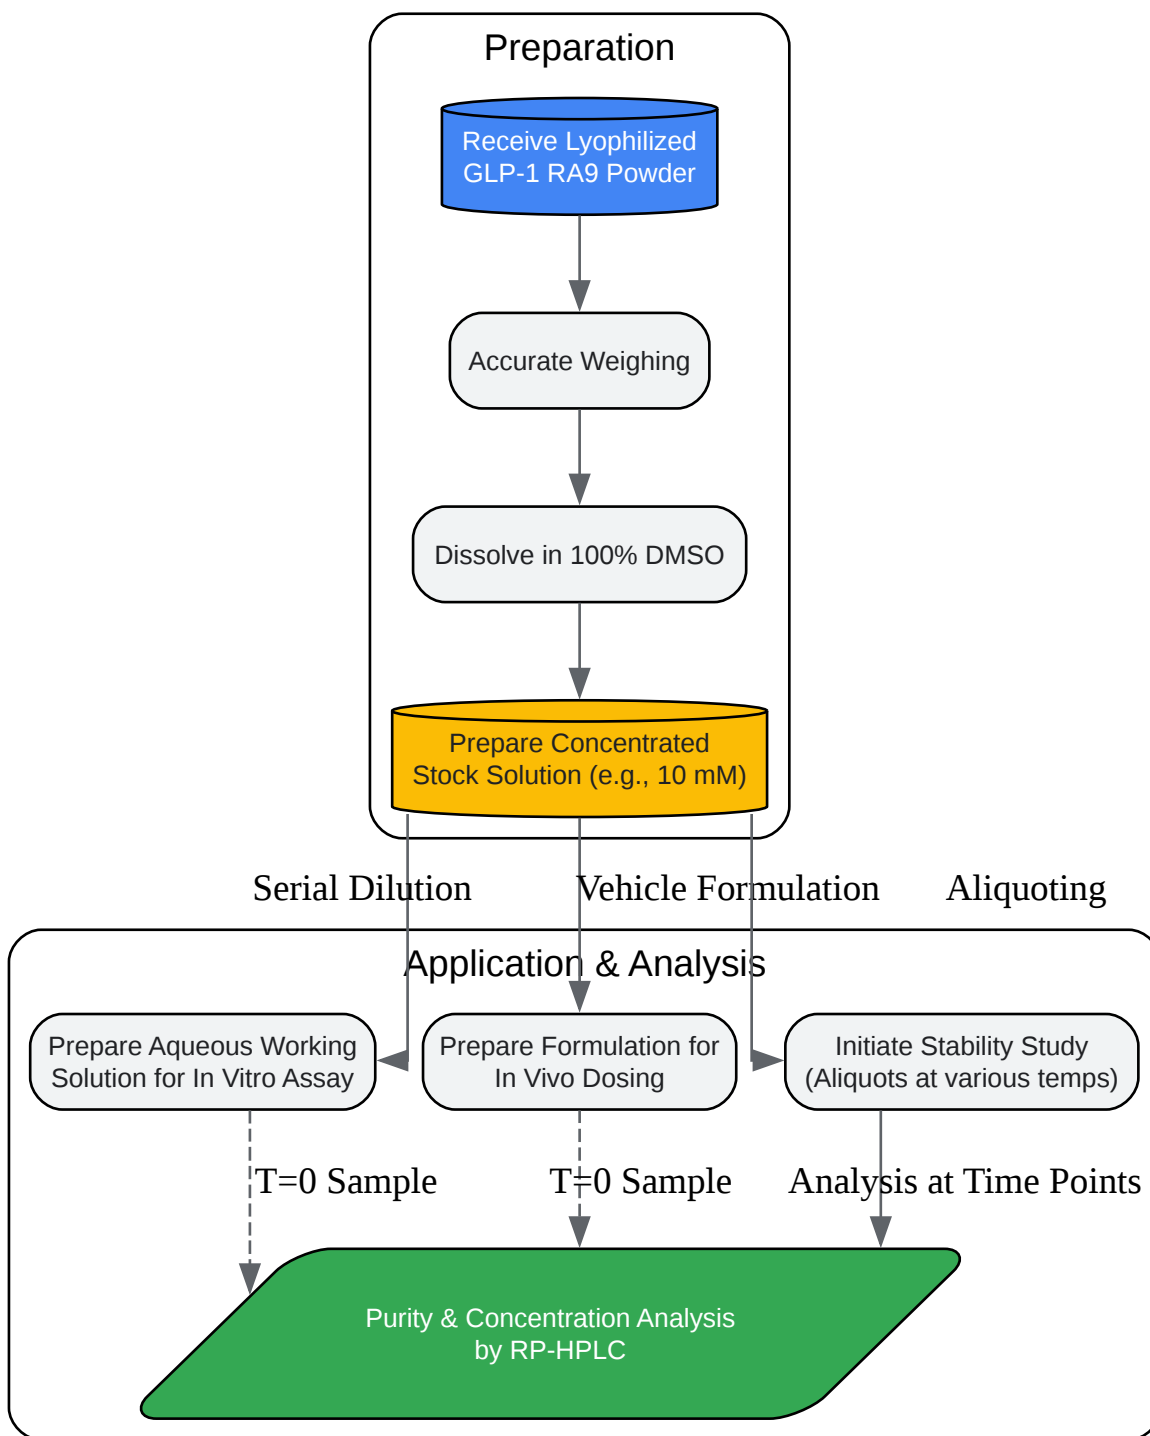 Preparation
Receive Lyophilized
GLP-1 RA9 Powder
Accurate Weighing
Dissolve in 100% DMSO
Prepare Concentrated
Stock Solution (e.g., 10 mM)
Serial Dilution
Vehicle Formulation
Aliquoting
Application & Analysis
Prepare Aqueous Working
Solution for In Vitro Assay
Prepare Formulation for
In Vivo Dosing
Initiate Stability Study
(Aliquots at various temps)
T=0 Sample
T=0 Sample
Analysis at Time Points
Purity & Concentration Analysis
by RP-HPLC